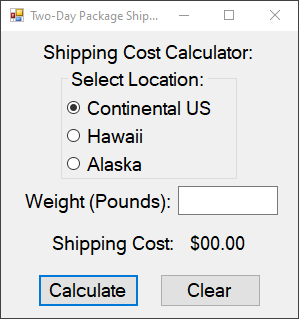 Two-Day Package Ship...
Shipping Cost Calculator:
Select Location:
Continental US
Hawaii
Alaska
Weight (Pounds):
Shipping Cost: $00.00
Calculate Clear